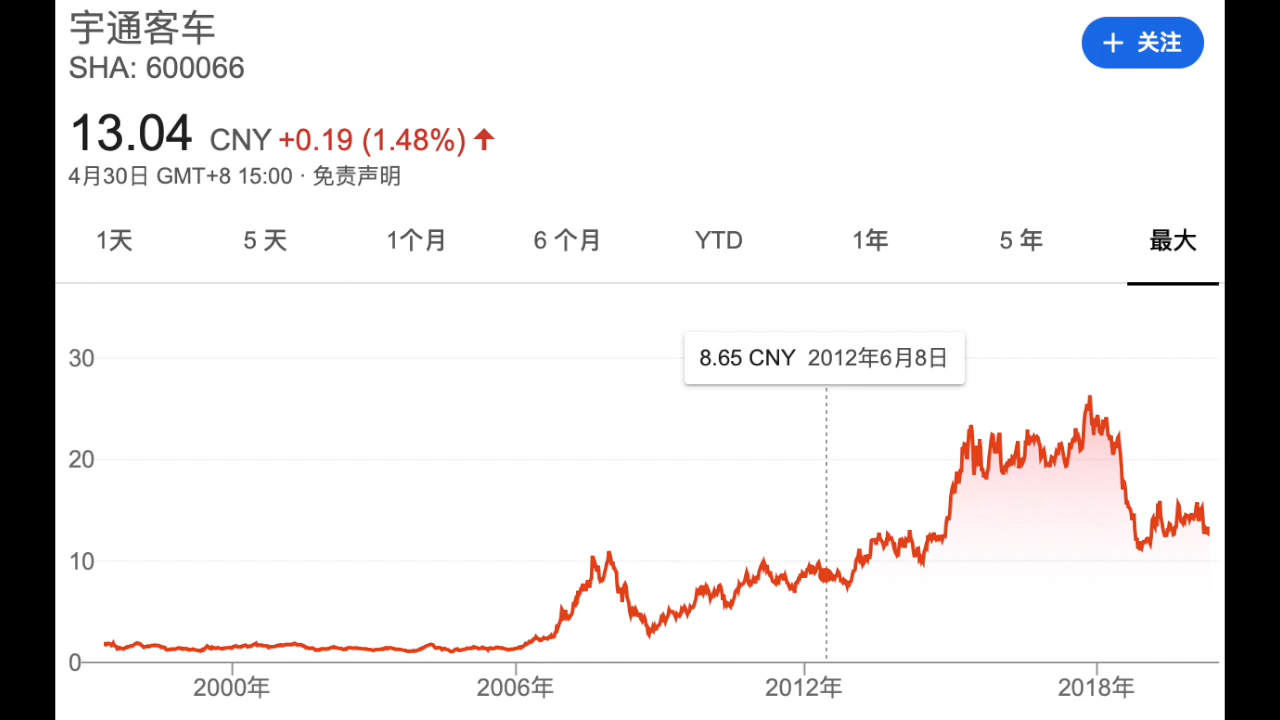 宇通客车
+ 关注
SHA: 600066
13.04 CNY +0.19 (1.48%)
4月30日 GMT+8 15:00 · 免责声明
1天 5 天 1个月 6 个月 YTD 1年 5 年 最大
8.65 CNY 2012年6月8日
30
20
10
0
2000年 2006年 2012年 2018年